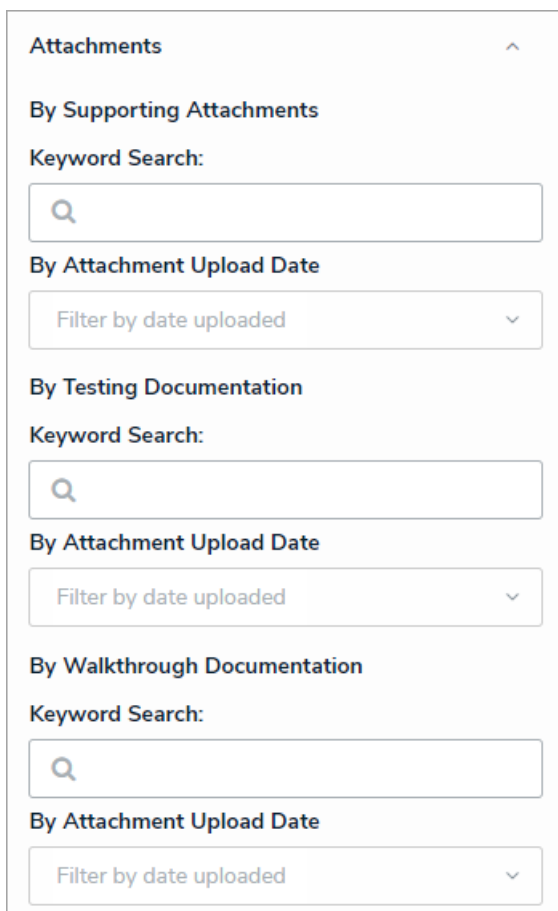 Attachments
By Supporting Attachments
Keyword Search:
By Attachment Upload Date
Filter by date uploaded
By Testing Documentation
Keyword Search:
By Attachment Upload Date
Filter by date uploaded
By Walkthrough Documentation
Keyword Search:
By Attachment Upload Date
Filter by date uploaded